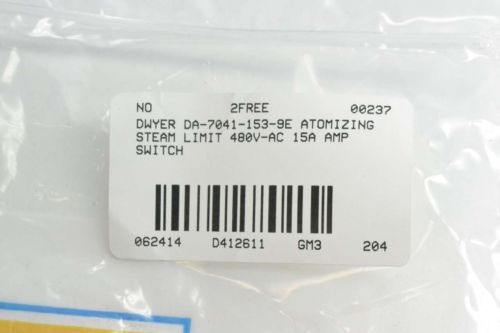 NO 2FREE 00237
DWYER DA-7041-153-9E ATOMIZING
STEAM LIMIT 480V-AC 15A AMP
SWITCH
062414 D412611 GM3 204